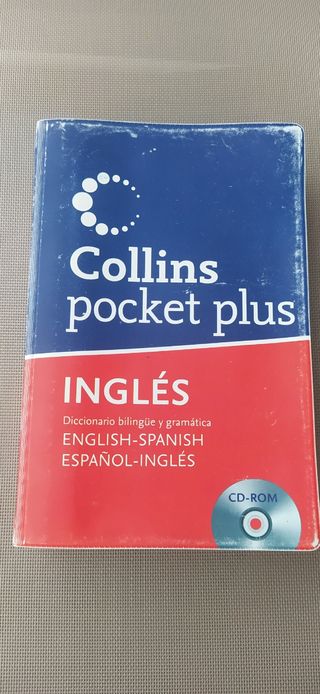 Collins
pocket plus
INGLÉS
Diccionario bilingüe y gramática
ENGLISH-SPANISH
ESPAÑOL-INGLÉS
CD-ROM